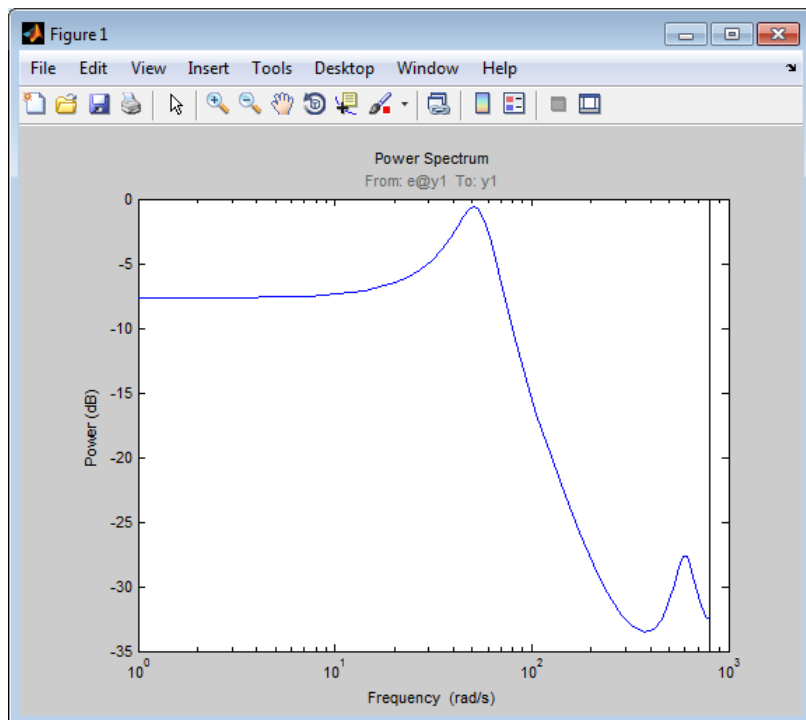 Figure 1
File Edit View Insert Tools Desktop Window Help
Power Spectrum
From: e@y1 To: y1
0
-5
-10
-15
-20
-25
-30
-35
Power (dB)
10^0 10^1 10^2 10^3
Frequency (rad/s)